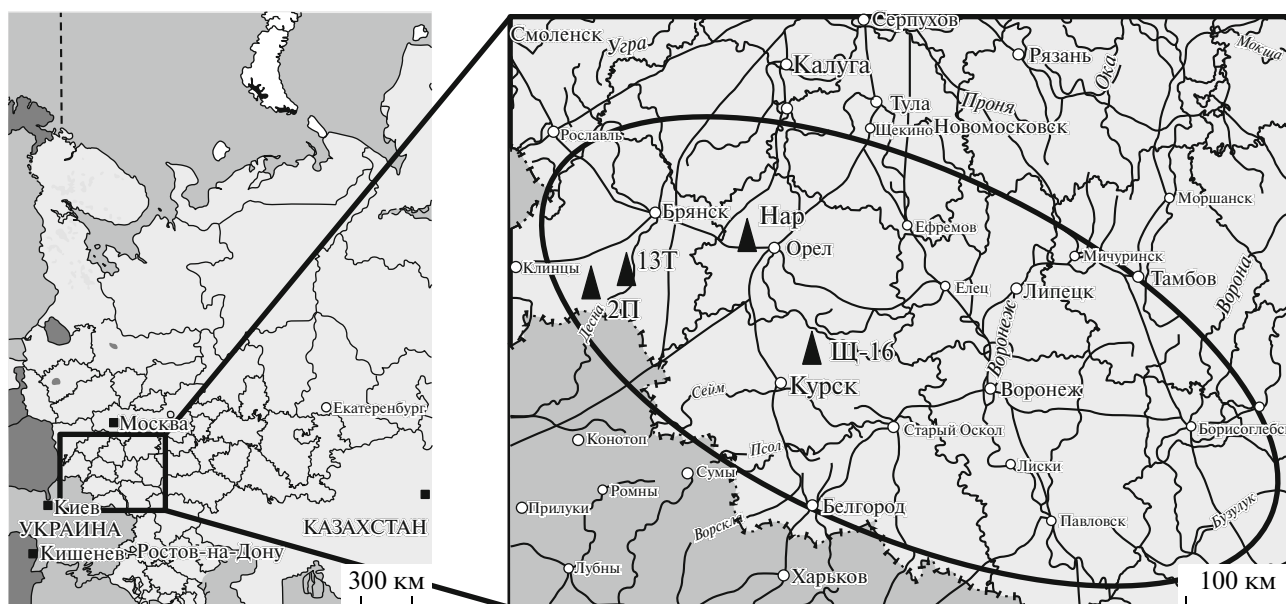 Москва
Екатеренбург
Киев
УКРАИНА
КАЗАХСТАН
Кишенев
Ростов-на-Дону
300 км
Серпухов
Смоленск
Угра
Калуга
Рязань
Ока
Мокша
Тула
Проня
Щекино
Новомосковск
Рославль
Моршанск
Брянск
Нар
Орел
Ефремов
Мичуринск
Тамбов
Ворона
Клинцы
13Т
2П
Десна
Елец
Липецк
Воронеж
Щ-16
Курск
Сейм
Воронеж
Старый Оскол
Борисоглебск
Конотоп
Псол
Сумы
Лиски
Ромны
Прилуки
Белгород
Ворскла
Павловск
Бузулук
Лубны
Харьков
100 км